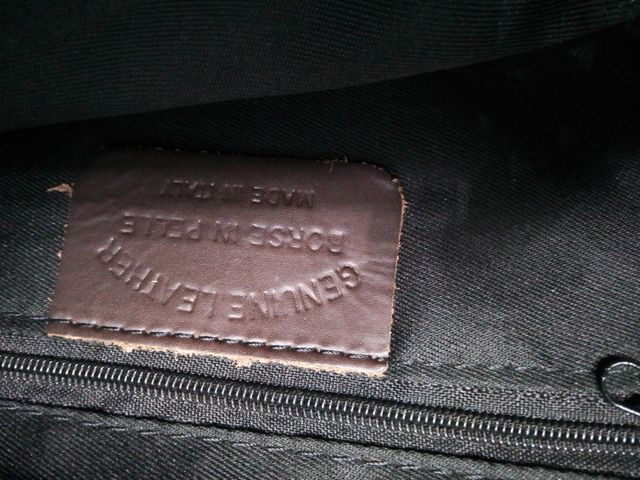 GENUINE LEATHER
BORSE IN PELLE
MADE IN ITALY